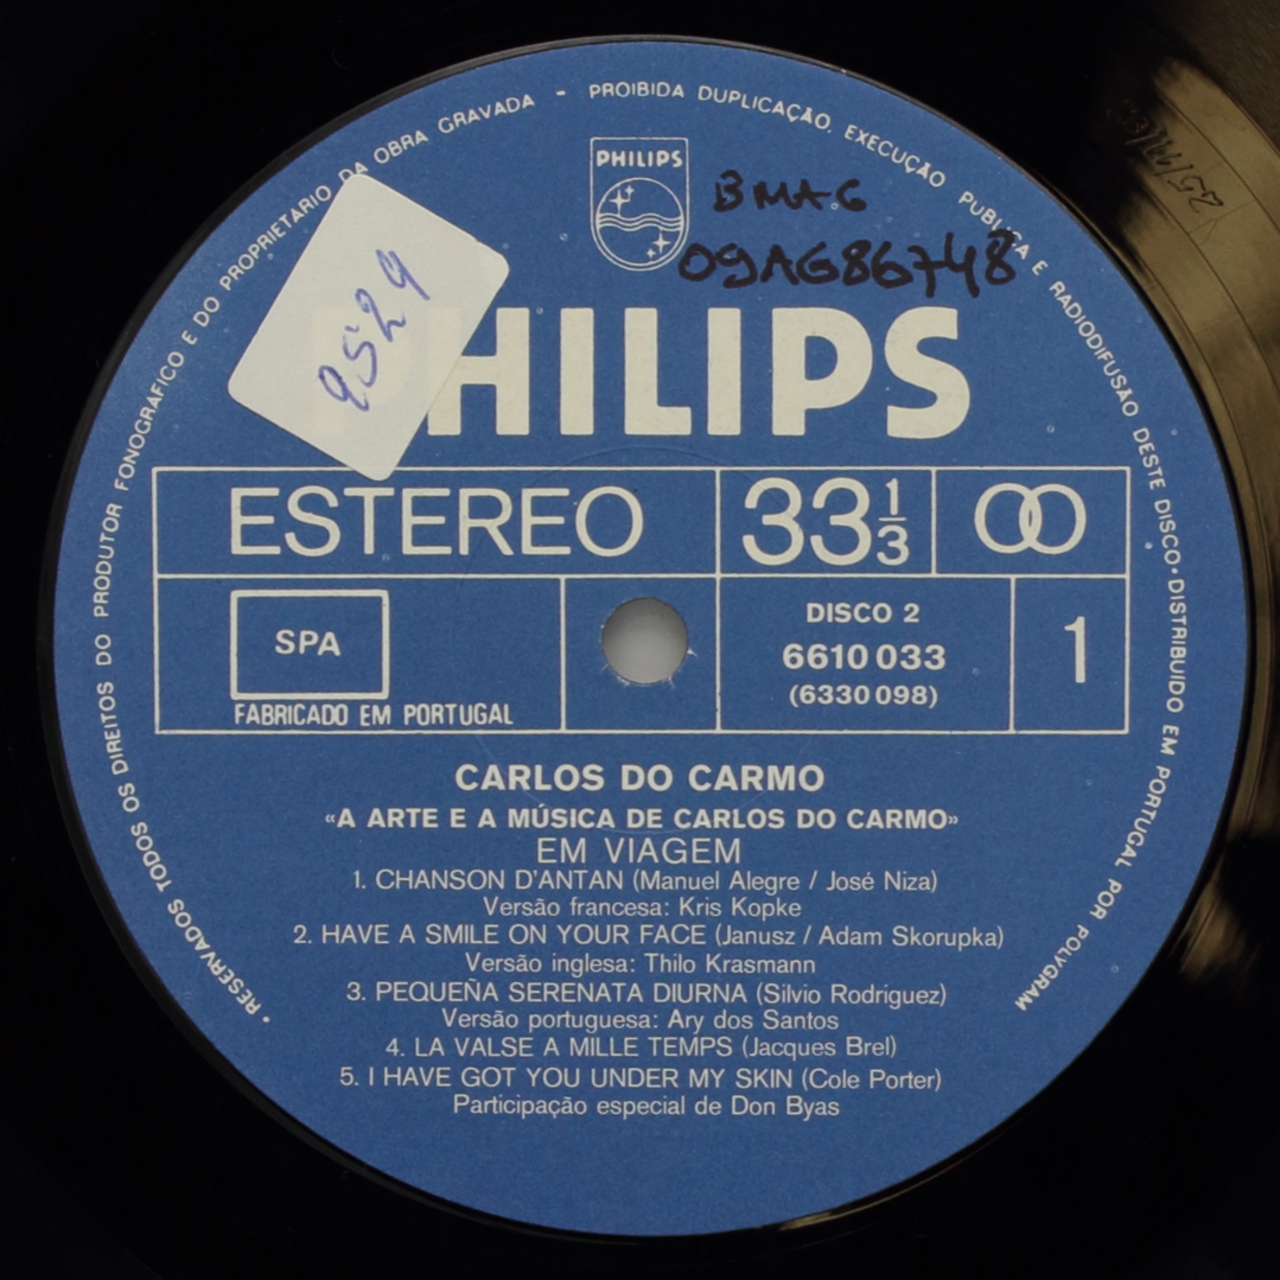 • RESERVADOS TODOS OS DIREITOS DO PRODUTOR FONOGRÁFICO E DO PROPRIETÁRIO DA OBRA GRAVADA - PROIBIDA DUPLICAÇÃO, EXECUÇÃO PUBLICA E RADIODIFUSÃO DESTE DISCO • DISTRIBUIDO EM PORTUGAL POR POLYGRAM
PHILIPS
BMAG
09AG86748
2529
PHILIPS
ESTEREO
33 1/3
SPA
FABRICADO EM PORTUGAL
DISCO 2
6610 033
(6330 098)
1
CARLOS DO CARMO
«A ARTE E A MÚSICA DE CARLOS DO CARMO»
EM VIAGEM
1. CHANSON D'ANTAN (Manuel Alegre / José Niza)
Versão francesa: Kris Kopke
2. HAVE A SMILE ON YOUR FACE (Janusz / Adam Skorupka)
Versão inglesa: Thilo Krasmann
3. PEQUEÑA SERENATA DIURNA (Silvio Rodriguez)
Versão portuguesa: Ary dos Santos
4. LA VALSE A MILLE TEMPS (Jacques Brel)
5. I HAVE GOT YOU UNDER MY SKIN (Cole Porter)
Participação especial de Don Byas